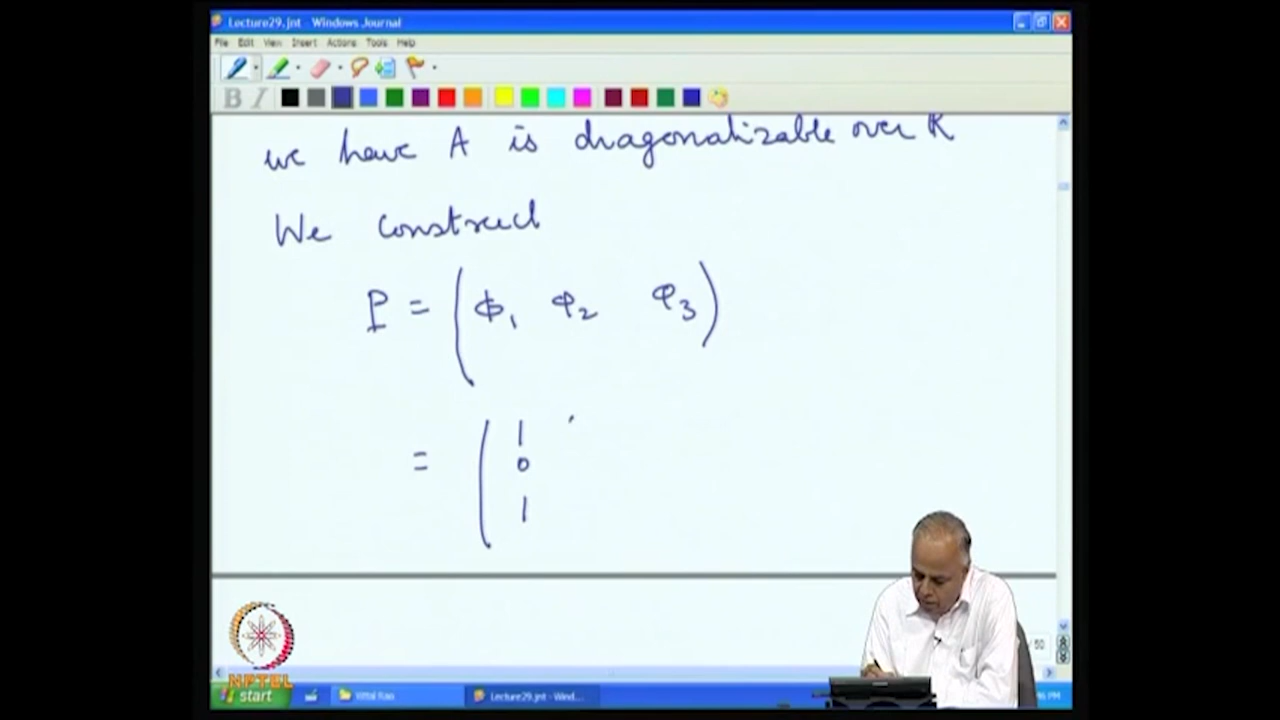 Lecture29.jnt - Windows Journal
File Edit View Insert Actions Tools Help
B I
we have A is diagonalizable over R
We construct
P = ( φ₁ φ₂ φ₃ )
= ( 1
0
1
NPTEL
start
Lecture29.jnt - Wind...